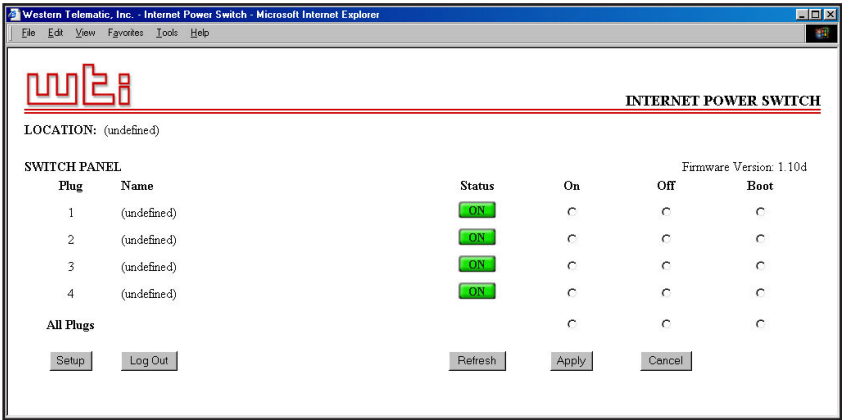 Western Telematic, Inc. - Internet Power Switch - Microsoft Internet Explorer
File Edit View Favorites Tools Help
wti
INTERNET POWER SWITCH
LOCATION: (undefined)
SWITCH PANEL Firmware Version: 1.10d
Plug Name Status On Off Boot
1 (undefined) ON
2 (undefined) ON
3 (undefined) ON
4 (undefined) ON
All Plugs
Setup Log Out Refresh Apply Cancel